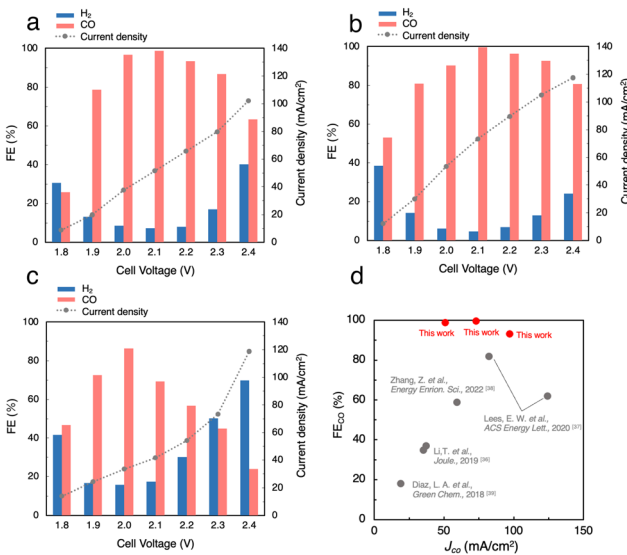 a
H₂
CO
Current density
100
80
60
40
20
0
FE (%)
140
120
100
80
60
40
20
0
Current density (mA/cm²)
1.8 1.9 2.0 2.1 2.2 2.3 2.4
Cell Voltage (V)
b
H₂
CO
Current density
100
80
60
40
20
0
FE (%)
140
120
100
80
60
40
20
0
Current density (mA/cm²)
1.8 1.9 2.0 2.1 2.2 2.3 2.4
Cell Voltage (V)
c
H₂
CO
Current density
100
80
60
40
20
0
FE (%)
140
120
100
80
60
40
20
0
Current density (mA/cm²)
1.8 1.9 2.0 2.1 2.2 2.3 2.4
Cell Voltage (V)
d
100
80
60
40
20
0
FE_CO (%)
This work This work This work
Zhang, Z. et al.,
Energy Enrion. Sci., 2022 [38]
Lees, E. W. et al.,
ACS Energy Lett., 2020 [37]
Li,T. et al.,
Joule., 2019 [36]
Diaz, L. A. et al.,
Green Chem., 2018 [39]
0 50 100 150
J_co (mA/cm²)